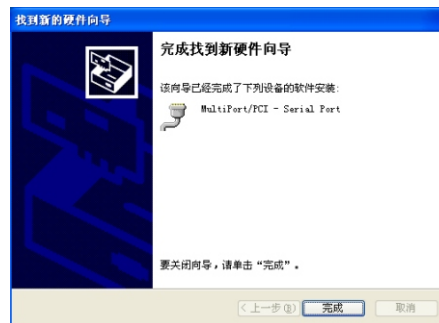 找到新的硬件向导
完成找到新硬件向导
该向导已经完成了下列设备的软件安装:
MultiPort/PCI - Serial Port
要关闭向导，请单击“完成”。
< 上一步(B) 完成 取消